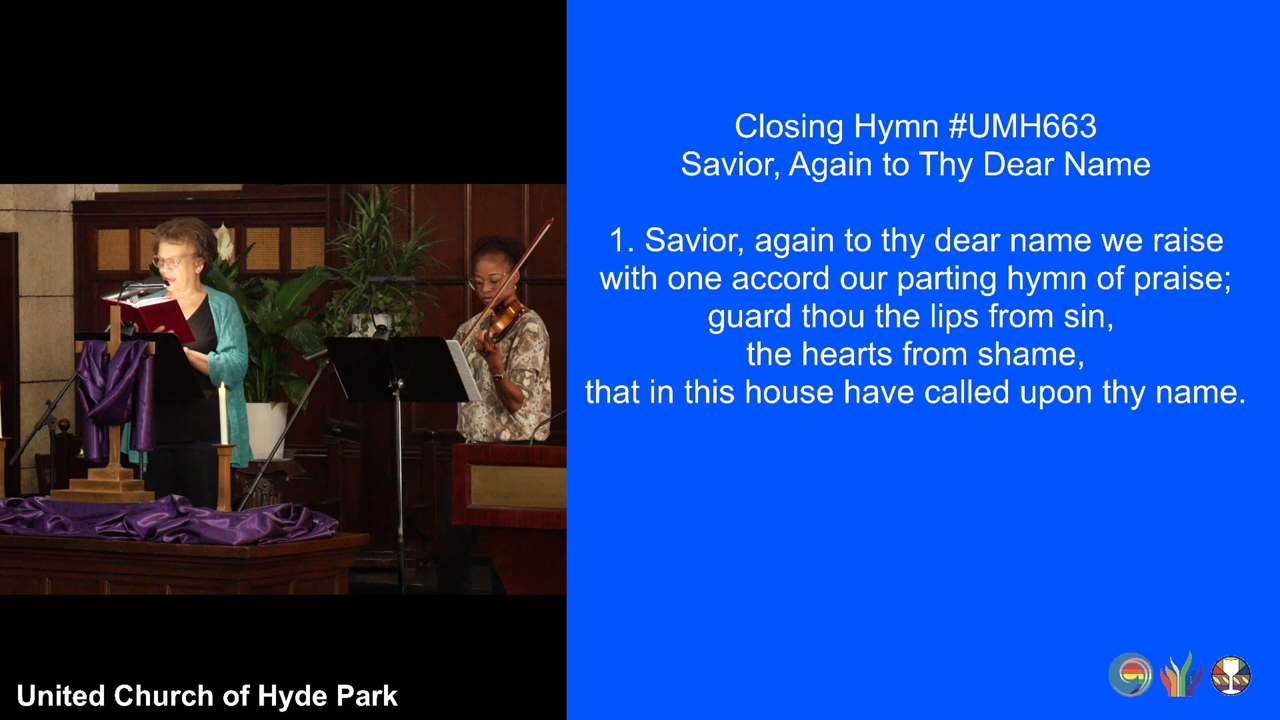 Closing Hymn #UMH663
Savior, Again to Thy Dear Name
1. Savior, again to thy dear name we raise
with one accord our parting hymn of praise;
guard thou the lips from sin,
the hearts from shame,
that in this house have called upon thy name.
United Church of Hyde Park